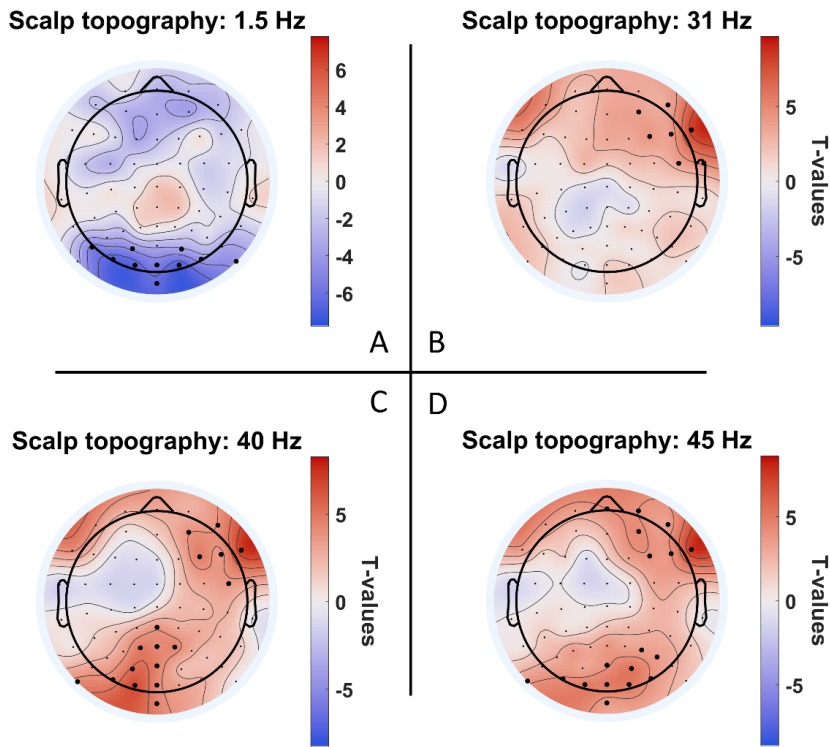 Scalp topography: 1.5 Hz
6
4
2
0
-2
-4
-6
A
Scalp topography: 31 Hz
5
0
-5
T-values
B
Scalp topography: 40 Hz
5
0
-5
T-values
C
Scalp topography: 45 Hz
5
0
-5
T-values
D